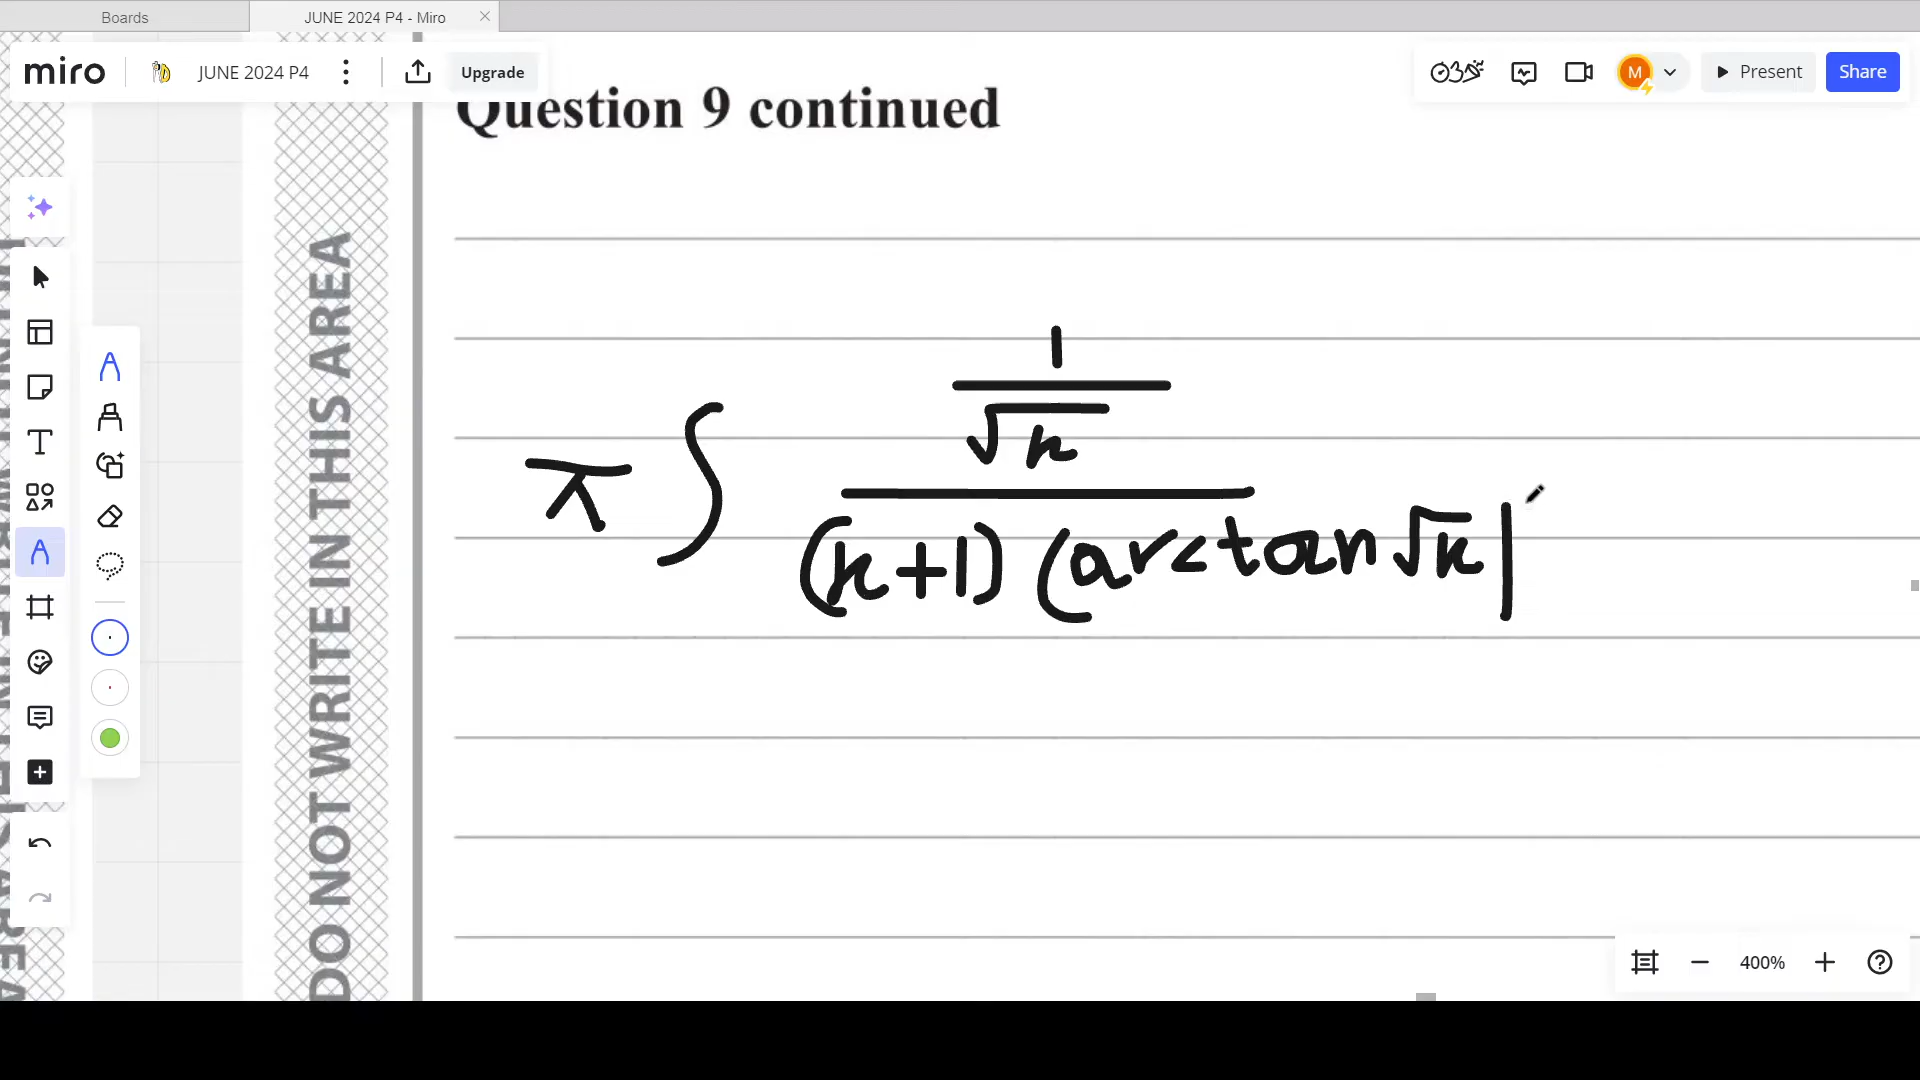 Boards JUNE 2024 P4 - Miro
miro JUNE 2024 P4 Upgrade
M Present Share
Question 9 continued
DO NOT WRITE IN THIS AREA
1
√x
π ∫
(x+1) (arctan √x |
T
400%